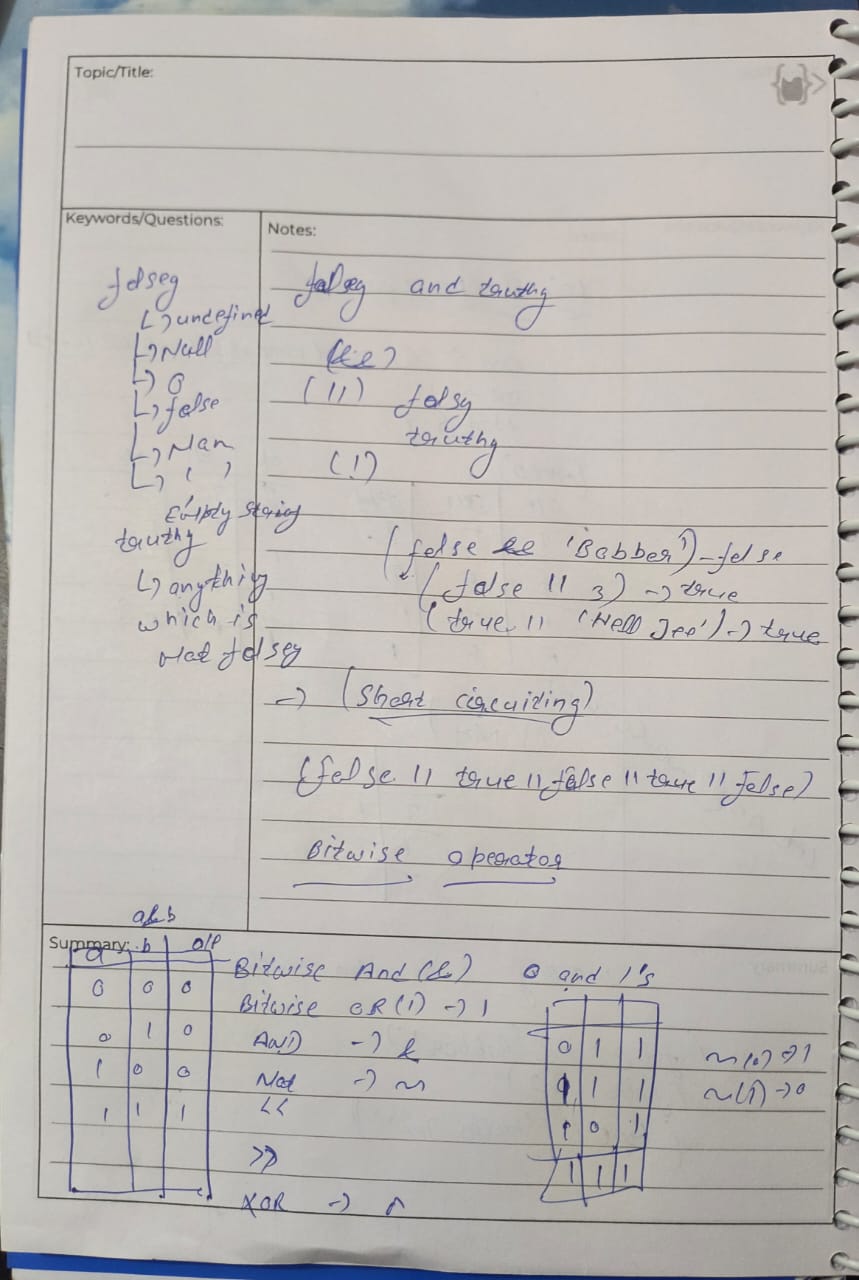 Topic/Title:
Keywords/Questions:
falsey
↳ undefined
↳ Null
↳ 0
↳ false
↳ Nan
↳ ' '
Empty string
truthy
↳ anything
which is
Not falsey
Notes:
falsey and truthy
(&&)
(||) falsy
truthy
(!)
(false && 'Babber') - false
(false || 3) -> true
(true || 'Hell Jee') -> true
-> (Short circuiting)
(false || true || false || true || false)
Bitwise operator
Summary:
a&b
a b o/p
0 0 0
0 1 0
1 0 0
1 1 1
Bitwise And (&) 0 and 1's
Bitwise OR (|) -> |
AND -> &
Not -> ~
<<
>>
XOR -> ^
0 1 1
1 1
1 0 1
1 1 1
~(0) -> 1
~(1) -> 0